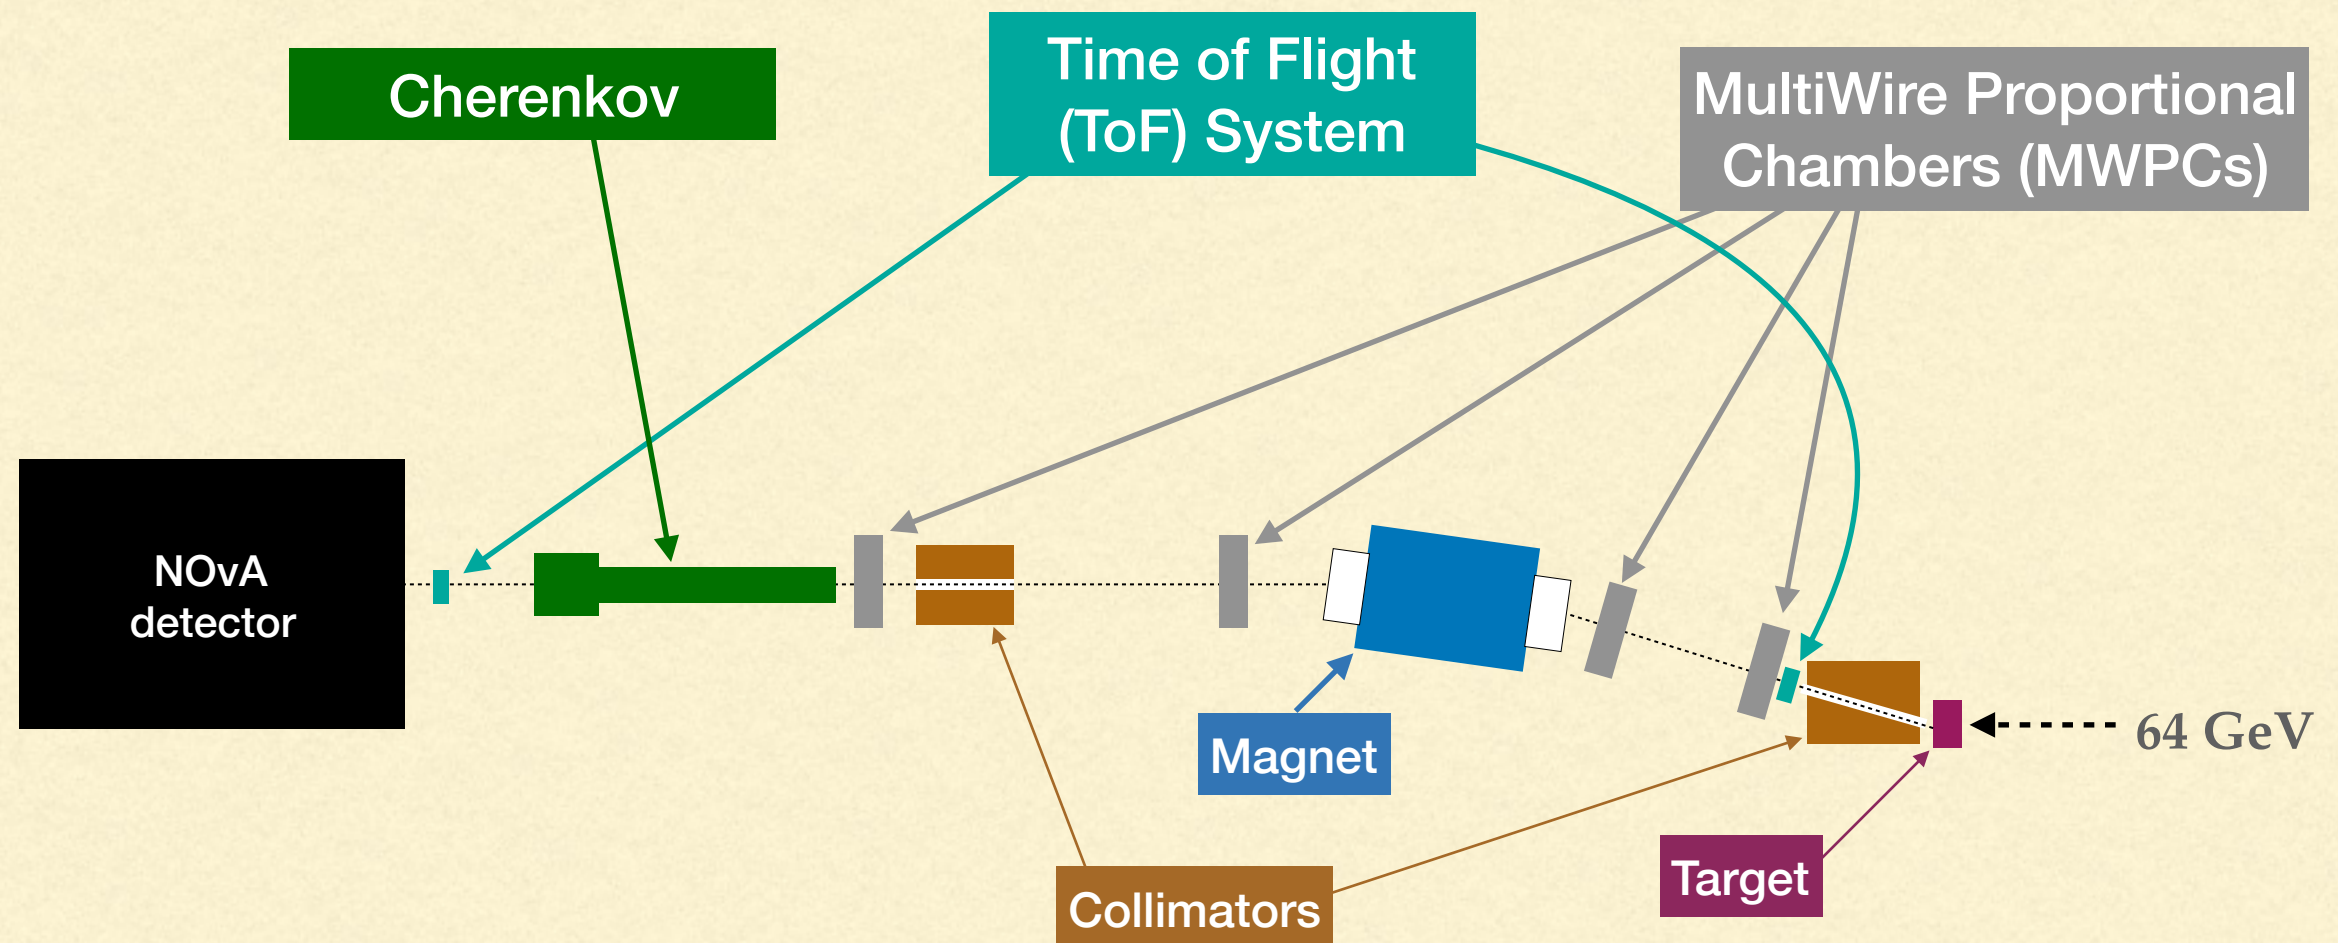 Cherenkov
Time of Flight
(ToF) System
MultiWire Proportional
Chambers (MWPCs)
NOvA
detector
Magnet
64 GeV
Target
Collimators